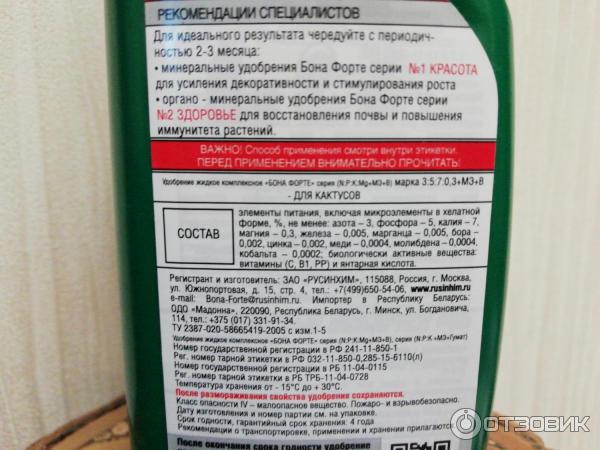 РЕКОМЕНДАЦИИ СПЕЦИАЛИСТОВ
Для идеального результата чередуйте с периодич-
ностью 2-3 месяца:
• минеральные удобрения Бона Форте серии №1 КРАСОТА
для усиления декоративности и стимулирования роста
• органо - минеральные удобрения Бона Форте серии
№2 ЗДОРОВЬЕ для восстановления почвы и повышения
иммунитета растений.
ВАЖНО! Способ применения смотри внутри этикетки.
ПЕРЕД ПРИМЕНЕНИЕМ ВНИМАТЕЛЬНО ПРОЧИТАТЬ!
Удобрение жидкое комплексное «БОНА ФОРТЕ» серия (N:P:K:Mg+МЭ+В) марка 3:5:7:0,3+МЭ+В
- ДЛЯ КАКТУСОВ
СОСТАВ
элементы питания, включая микроэлементы в хелатной
форме, %, не менее: азота – 3, фосфора – 5, калия – 7,
магния – 0,3, железа – 0,005, марганца – 0,005, бора –
0,002, цинка – 0,002, меди – 0,0004, молибдена – 0,0004,
кобальта – 0,0002; биологически активные вещества:
витамины (С, В1, РР) и янтарная кислота.
Регистрант и изготовитель: ЗАО «РУСИНХИМ», 115088, Россия, г. Москва,
ул. Южнопортовая, д. 15, стр. 4, тел.: +7(499)650-54-06, www.rusinhim.ru
e-mail: Bona-Forte@rusinhim.ru. Импортер в Республику Беларусь:
ОДО «Мадонна», 220090, Республика Беларусь, г. Минск, ул. Богдановича,
114, тел.: +375 (017) 331-91-34.
ТУ 2387-020-58665419-2005 с изм.1-5
Удобрение жидкое комплексное «БОНА ФОРТЕ», серия (N:P:K:Mg+МЭ+В), серия (N:P:K +МЭ+Гумат)
Номер государственной регистрации в РФ 241-11-850-1
Рег. номер тарной этикетки в РФ 032-11-850-0,285-15-6110(л)
Номер государственной регистрации в РБ 11-04-0115
Рег. номер тарной этикетки в РБ ТРБ-11-04-0728
Температура хранения от - 15°С до + 30°С.
После размораживания свойства удобрения сохраняются.
Класс опасности IV – малоопасное вещество. Пожаро- и взрывобезопасно.
Дату изготовления и номер партии см. на упаковке.
Срок годности, гарантийный срок хранения: 4 года
Рекомендации о транспортировке, применении и хранении прилагаются
После окончания срока годности удобрение
ОТЗОВИК